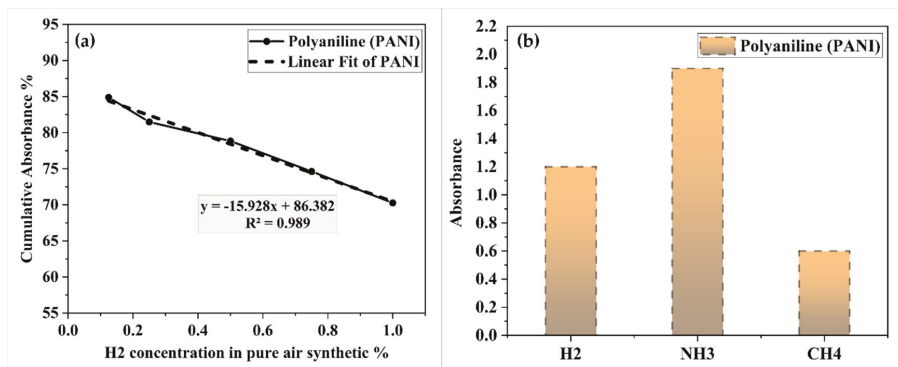 (a)
Polyaniline (PANI)
Linear Fit of PANI
Cumulative Absorbance %
95
90
85
80
75
70
65
60
55
y = -15.928x + 86.382
R² = 0.989
0.0 0.2 0.4 0.6 0.8 1.0
H2 concentration in pure air synthetic %
(b)
Polyaniline (PANI)
Absorbance
2.2
2.0
1.8
1.6
1.4
1.2
1.0
0.8
0.6
0.4
0.2
0.0
H2 NH3 CH4